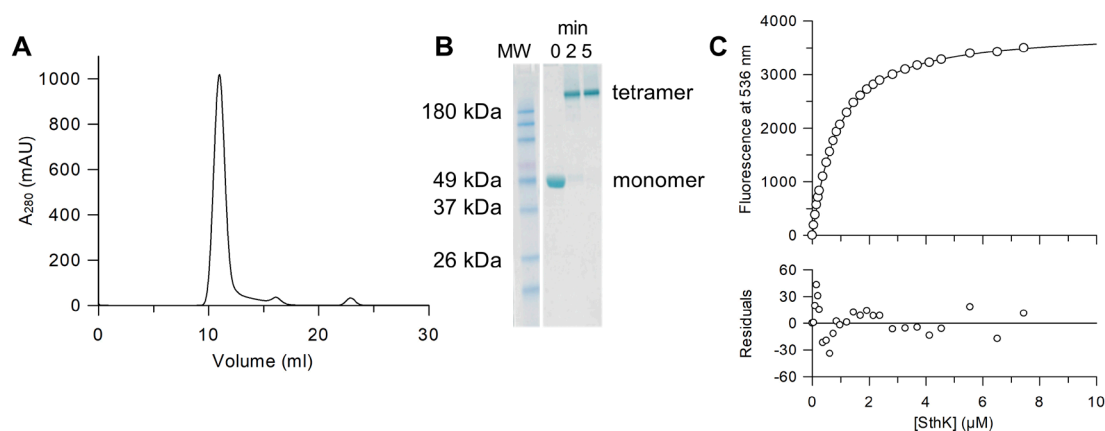 A
1000
800
600
400
200
0
A280 (mAU)
0 10 20 30
Volume (ml)
B
min
MW 0 2 5
180 kDa
49 kDa
37 kDa
26 kDa
tetramer
monomer
C
4000
3000
2000
1000
0
Fluorescence at 536 nm
60
30
0
-30
-60
Residuals
0 2 4 6 8 10
[SthK] (µM)